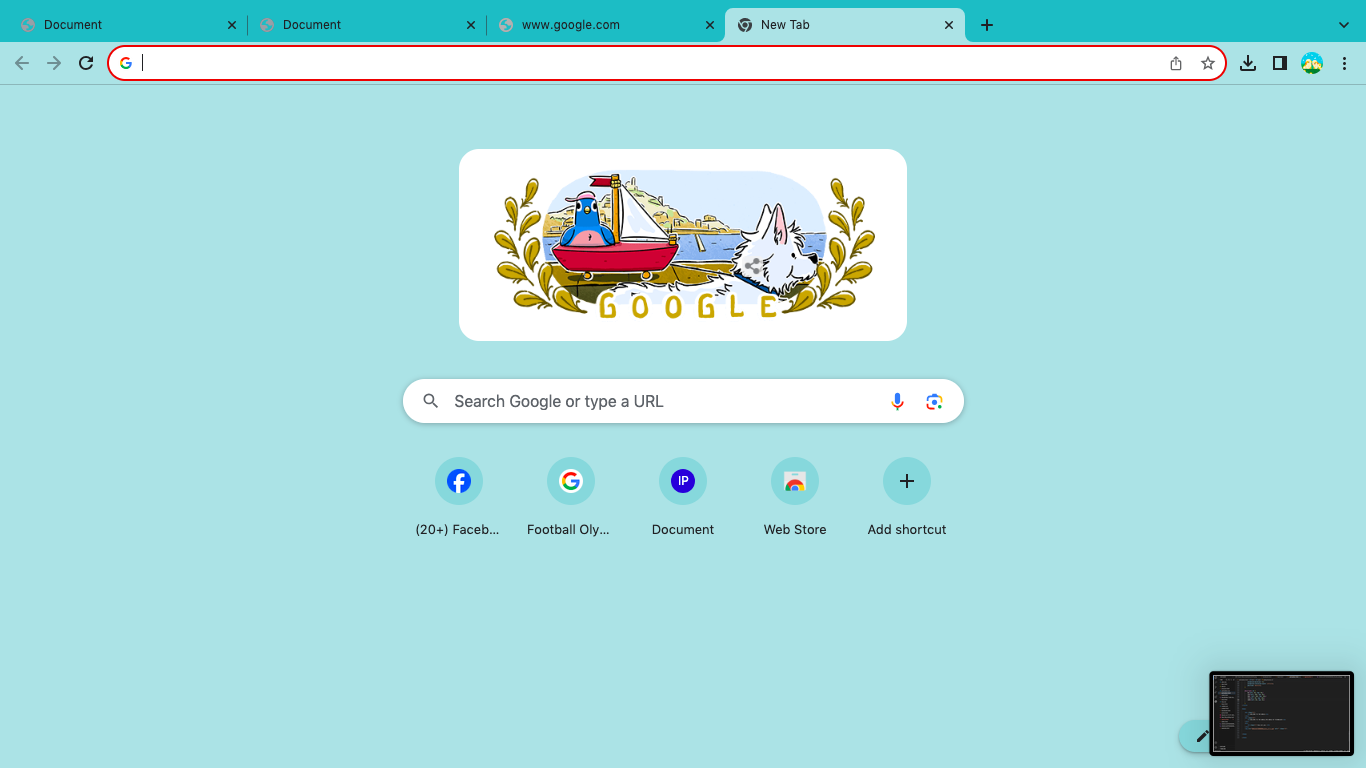 Document
Document
www.google.com
New Tab
GOOGLE
Search Google or type a URL
IP
(20+) Faceb...
Football Oly...
Document
Web Store
Add shortcut